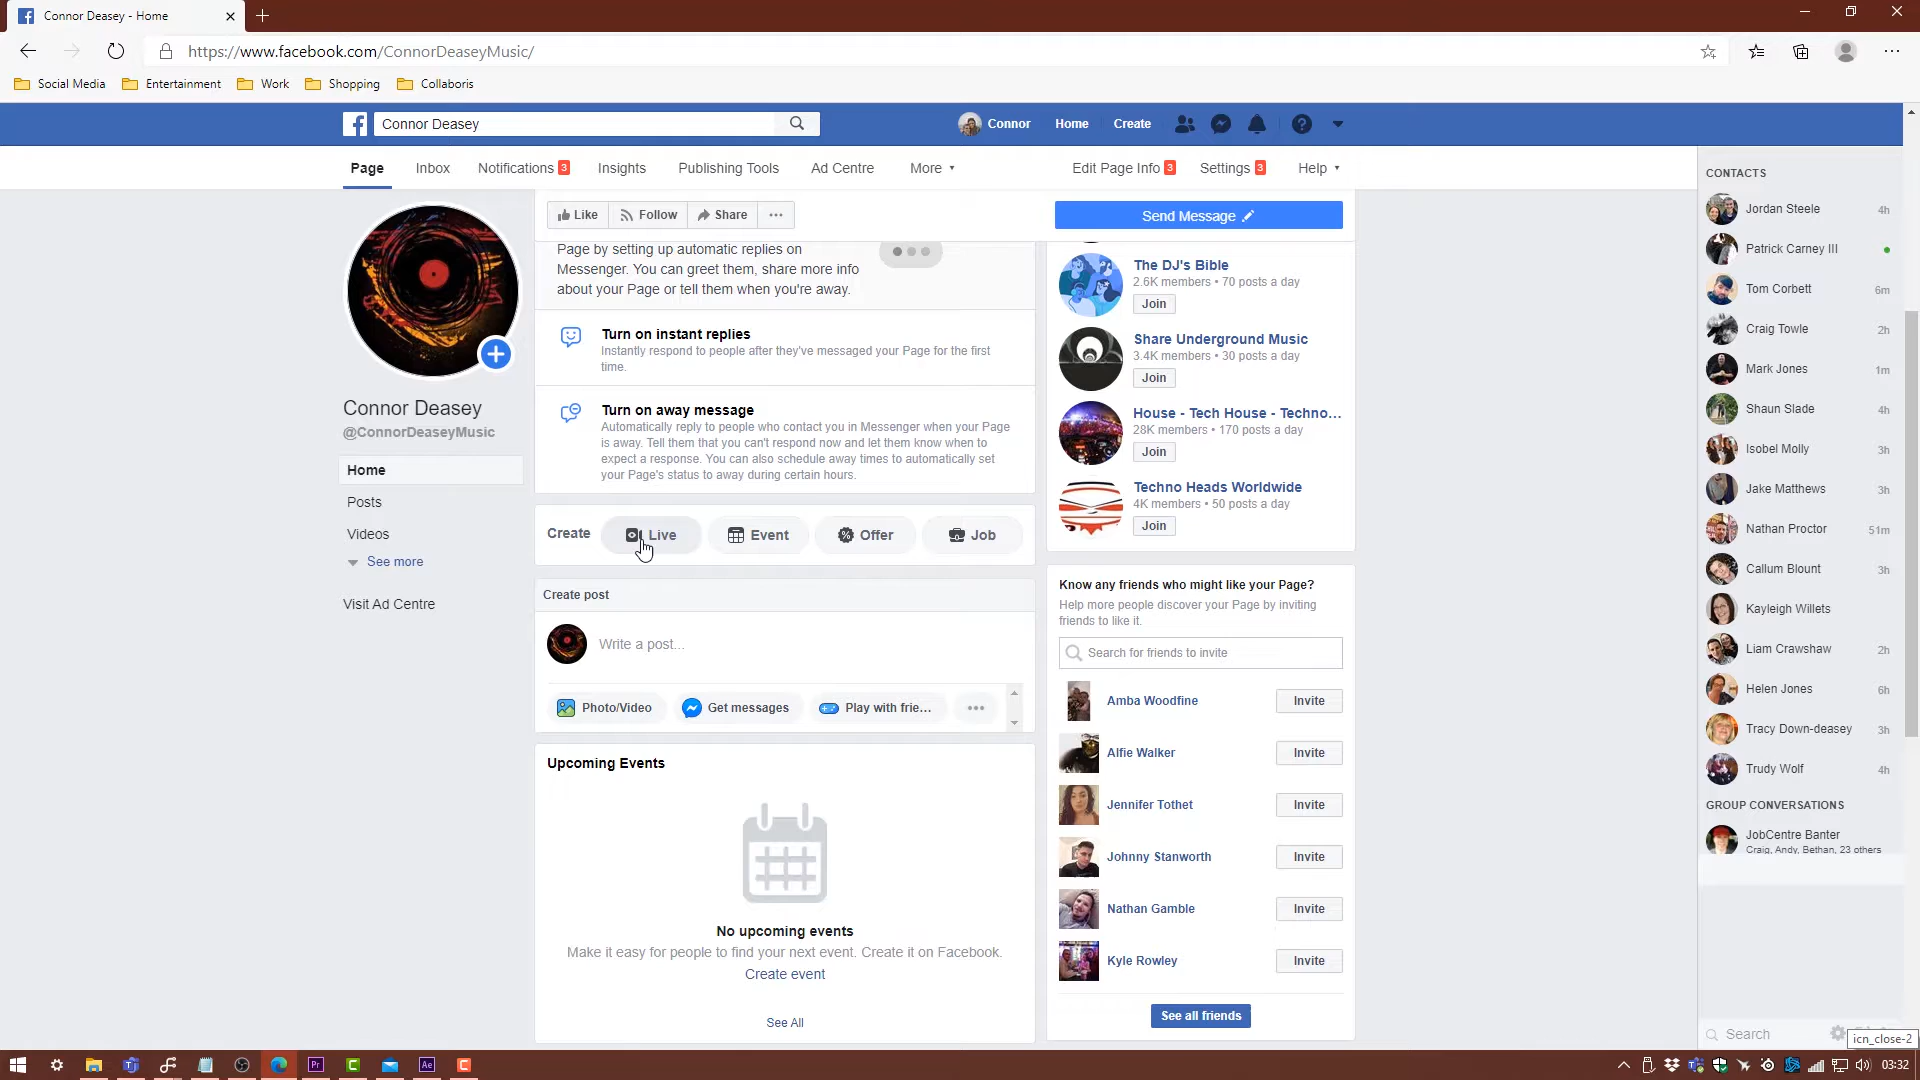 Connor Deasey - Home
https://www.facebook.com/ConnorDeaseyMusic/
Social Media Entertainment Work Shopping Collaboris
Connor Deasey
Connor Home Create
Page Inbox Notifications 3 Insights Publishing Tools Ad Centre More Edit Page Info 3 Settings 3 Help
Like Follow Share
Send Message
Connor Deasey
@ConnorDeaseyMusic
Home
Posts
Videos
See more
Visit Ad Centre
Page by setting up automatic replies on
Messenger. You can greet them, share more info
about your Page or tell them when you're away.
Turn on instant replies
Instantly respond to people after they've messaged your Page for the first
time.
Turn on away message
Automatically reply to people who contact you in Messenger when your Page
is away. Tell them that you can't respond now and let them know when to
expect a response. You can also schedule away times to automatically set
your Page's status to away during certain hours.
Create Live Event Offer Job
Create post
Write a post...
Photo/Video Get messages Play with frie...
Upcoming Events
No upcoming events
Make it easy for people to find your next event. Create it on Facebook.
Create event
See All
The DJ's Bible
2.6K members • 70 posts a day
Join
Share Underground Music
3.4K members • 30 posts a day
Join
House - Tech House - Techno...
28K members • 170 posts a day
Join
Techno Heads Worldwide
4K members • 50 posts a day
Join
Know any friends who might like your Page?
Help more people discover your Page by inviting
friends to like it.
Search for friends to invite
Amba Woodfine Invite
Alfie Walker Invite
Jennifer Tothet Invite
Johnny Stanworth Invite
Nathan Gamble Invite
Kyle Rowley Invite
See all friends
CONTACTS
Jordan Steele 4h
Patrick Carney III
Tom Corbett 6m
Craig Towle 2h
Mark Jones 1m
Shaun Slade 4h
Isobel Molly 3h
Jake Matthews 3h
Nathan Proctor 51m
Callum Blount 3h
Kayleigh Willets
Liam Crawshaw 2h
Helen Jones 6h
Tracy Down-deasey 3h
Trudy Wolf 4h
GROUP CONVERSATIONS
JobCentre Banter
Craig, Andy, Bethan, 23 others
Search
icn_close-2
Pr C Ae C
03:32